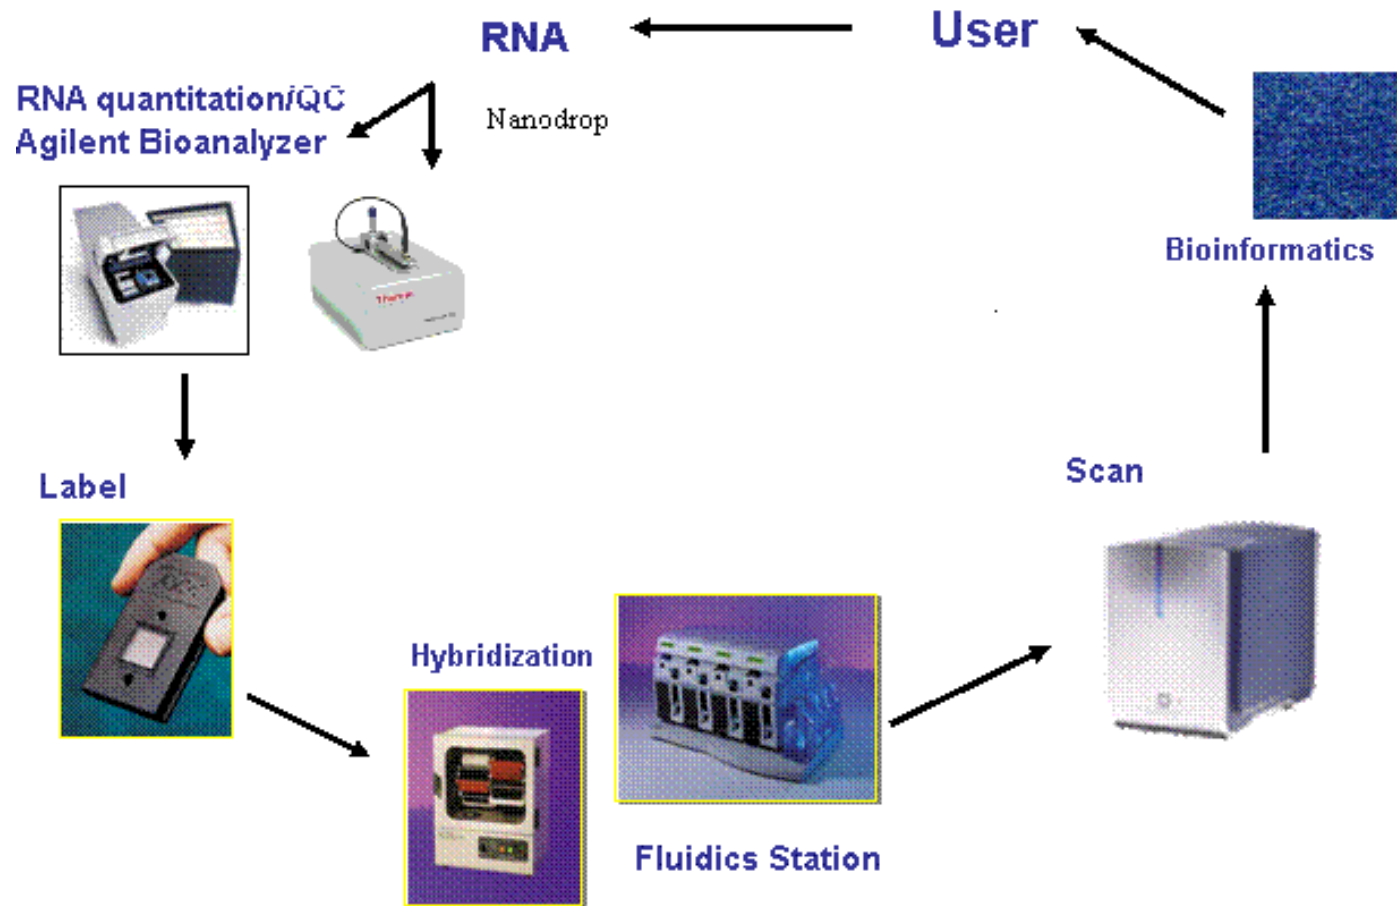 RNA
User
RNA quantitation/QC
Agilent Bioanalyzer
Nanodrop
Bioinformatics
Label
Scan
Hybridization
Fluidics Station